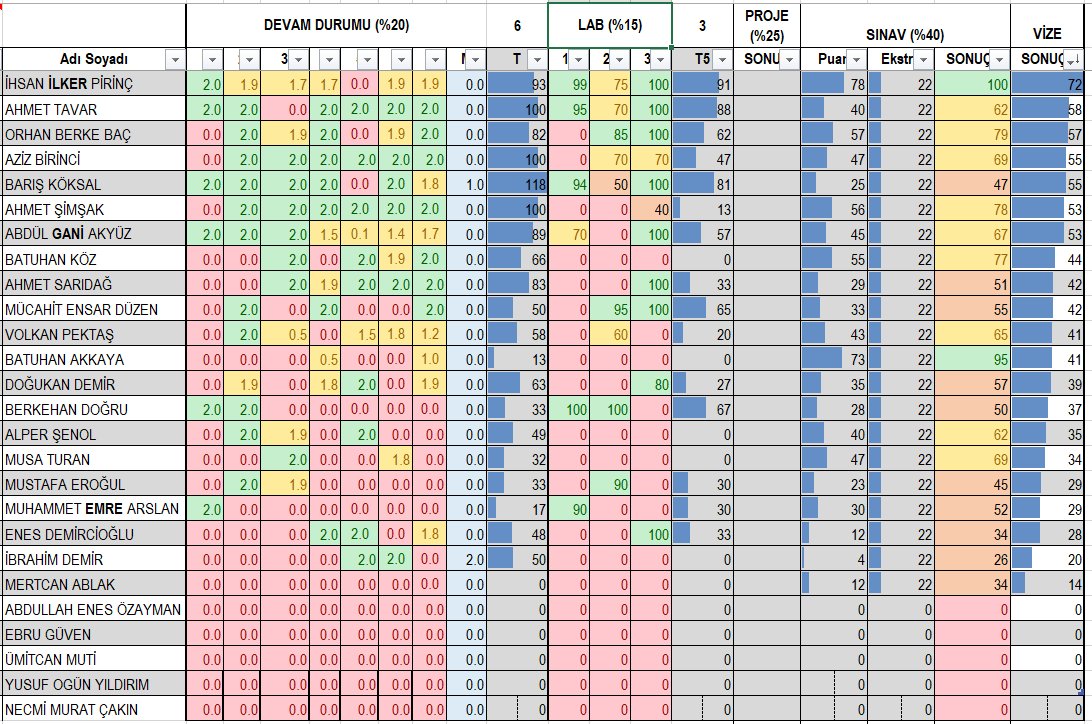 DEVAM DURUMU (%20) 6 LAB (%15) 3 PROJE (%25) SINAV (%40) VİZE
Adı Soyadı 3 T 1 2 3 T5 SONU Puan Ekstr SONUÇ SONUÇ
İHSAN İLKER PİRİNÇ 2.0 1.9 1.7 1.7 0.0 1.9 1.9 0.0 93 99 75 100 91 78 22 100 72
AHMET TAVAR 2.0 2.0 0.0 2.0 2.0 2.0 2.0 0.0 100 95 70 100 88 40 22 62 58
ORHAN BERKE BAÇ 0.0 2.0 1.9 2.0 0.0 1.9 2.0 0.0 82 0 85 100 62 57 22 79 57
AZİZ BİRİNCİ 0.0 2.0 2.0 2.0 2.0 2.0 2.0 0.0 100 0 70 70 47 47 22 69 55
BARIŞ KÖKSAL 2.0 2.0 2.0 2.0 0.0 2.0 1.8 1.0 118 94 50 100 81 25 22 47 55
AHMET ŞİMŞAK 0.0 2.0 2.0 2.0 2.0 2.0 2.0 0.0 100 0 0 40 13 56 22 78 53
ABDÜL GANİ AKYÜZ 2.0 2.0 2.0 1.5 0.1 1.4 1.7 0.0 89 70 0 100 57 45 22 67 53
BATUHAN KÖZ 0.0 0.0 2.0 0.0 2.0 1.9 2.0 0.0 66 0 0 0 0 55 22 77 44
AHMET SARIDAĞ 0.0 0.0 2.0 1.9 2.0 2.0 2.0 0.0 83 0 0 100 33 29 22 51 42
MÜCAHİT ENSAR DÜZEN 0.0 2.0 0.0 2.0 0.0 0.0 2.0 0.0 50 0 95 100 65 33 22 55 42
VOLKAN PEKTAŞ 0.0 2.0 0.5 0.0 1.5 1.8 1.2 0.0 58 0 60 0 20 43 22 65 41
BATUHAN AKKAYA 0.0 0.0 0.0 0.5 0.0 0.0 1.0 0.0 13 0 0 0 0 73 22 95 41
DOĞUKAN DEMİR 0.0 1.9 0.0 1.8 2.0 0.0 1.9 0.0 63 0 0 80 27 35 22 57 39
BERKEHAN DOĞRU 2.0 2.0 0.0 0.0 0.0 0.0 0.0 0.0 33 100 100 0 67 28 22 50 37
ALPER ŞENOL 0.0 2.0 1.9 0.0 2.0 0.0 0.0 0.0 49 0 0 0 0 40 22 62 35
MUSA TURAN 0.0 0.0 2.0 0.0 0.0 1.8 0.0 0.0 32 0 0 0 0 47 22 69 34
MUSTAFA EROĞUL 0.0 2.0 1.9 0.0 0.0 0.0 0.0 0.0 33 0 90 0 30 23 22 45 29
MUHAMMET EMRE ARSLAN 2.0 0.0 0.0 0.0 0.0 0.0 0.0 0.0 17 90 0 0 30 30 22 52 29
ENES DEMİRCİOĞLU 0.0 0.0 0.0 2.0 2.0 0.0 1.8 0.0 48 0 0 100 33 12 22 34 28
İBRAHİM DEMİR 0.0 0.0 0.0 0.0 2.0 2.0 0.0 2.0 50 0 0 0 0 4 22 26 20
MERTCAN ABLAK 0.0 0.0 0.0 0.0 0.0 0.0 0.0 0.0 0 0 0 0 0 12 22 34 14
ABDULLAH ENES ÖZAYMAN 0.0 0.0 0.0 0.0 0.0 0.0 0.0 0.0 0 0 0 0 0 0 0 0 0
EBRU GÜVEN 0.0 0.0 0.0 0.0 0.0 0.0 0.0 0.0 0 0 0 0 0 0 0 0 0
ÜMİTCAN MUTİ 0.0 0.0 0.0 0.0 0.0 0.0 0.0 0.0 0 0 0 0 0 0 0 0 0
YUSUF OGÜN YILDIRIM 0.0 0.0 0.0 0.0 0.0 0.0 0.0 0.0 0 0 0 0 0 0 0 0 0
NECMİ MURAT ÇAKIN 0.0 0.0 0.0 0.0 0.0 0.0 0.0 0.0 0 0 0 0 0 0 0 0 0